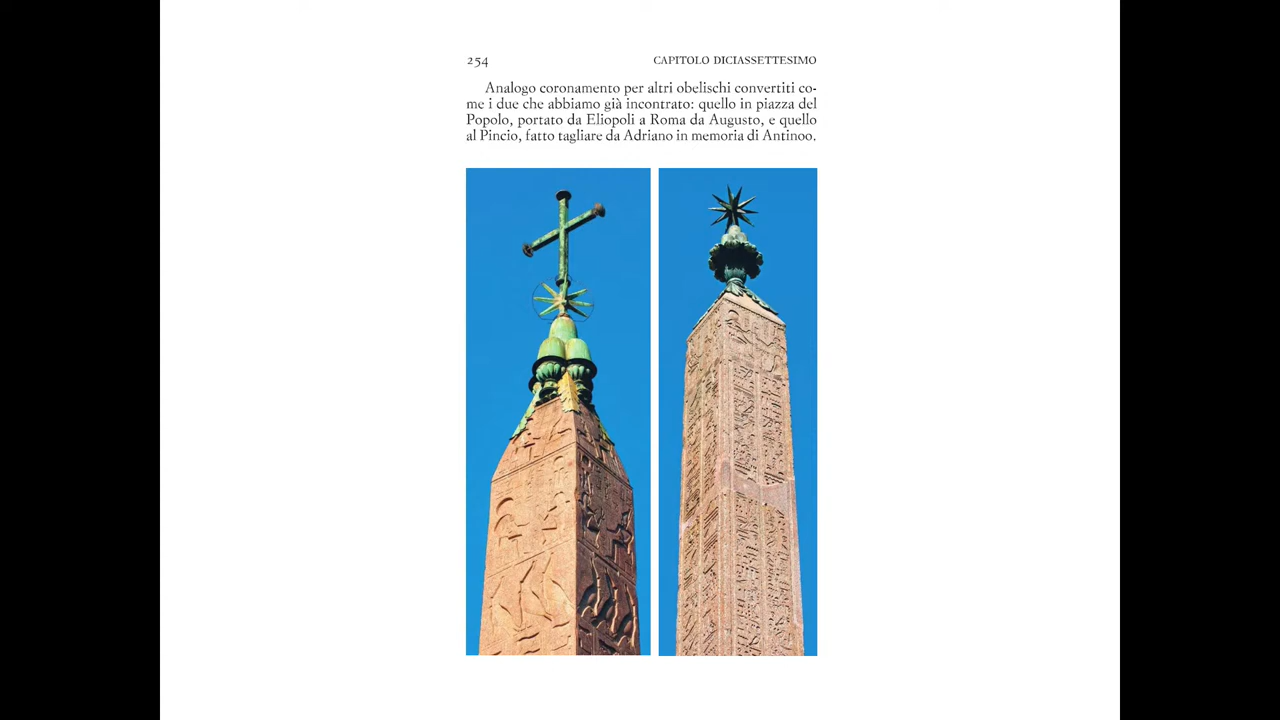 254 CAPITOLO DICIASSETTESIMO
Analogo coronamento per altri obelischi convertiti co-
me i due che abbiamo già incontrato: quello in piazza del
Popolo, portato da Eliopoli a Roma da Augusto, e quello
al Pincio, fatto tagliare da Adriano in memoria di Antinoo.